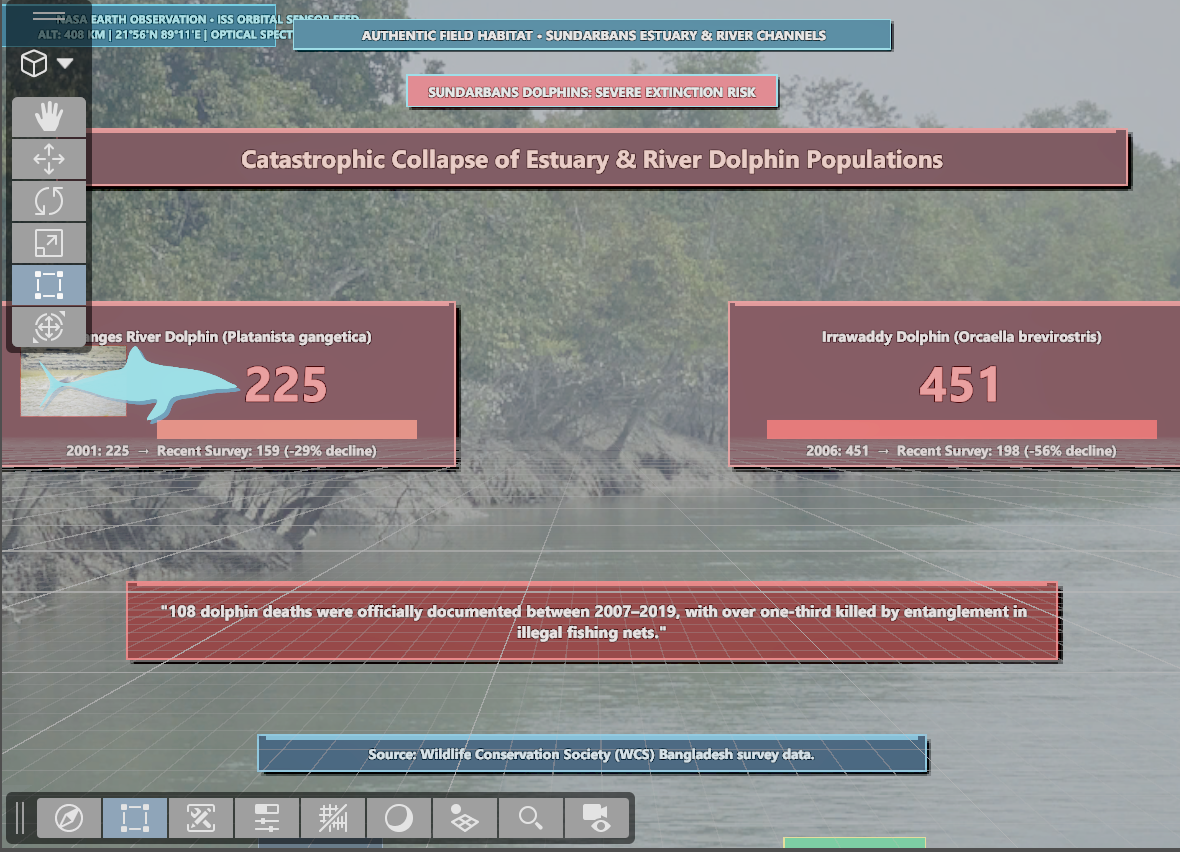 NASA EARTH OBSERVATION • ISS ORBITAL SENSOR FEED
ALT: 408 KM | 21°56'N 89°11'E | OPTICAL SPECT
AUTHENTIC FIELD HABITAT • SUNDARBANS ESTUARY & RIVER CHANNELS
SUNDARBANS DOLPHINS: SEVERE EXTINCTION RISK
Catastrophic Collapse of Estuary & River Dolphin Populations
anges River Dolphin (Platanista gangetica)
225
2001: 225 → Recent Survey: 159 (-29% decline)
Irrawaddy Dolphin (Orcaella brevirostris)
451
2006: 451 → Recent Survey: 198 (-56% decline)
"108 dolphin deaths were officially documented between 2007–2019, with over one-third killed by entanglement in
illegal fishing nets."
Source: Wildlife Conservation Society (WCS) Bangladesh survey data.